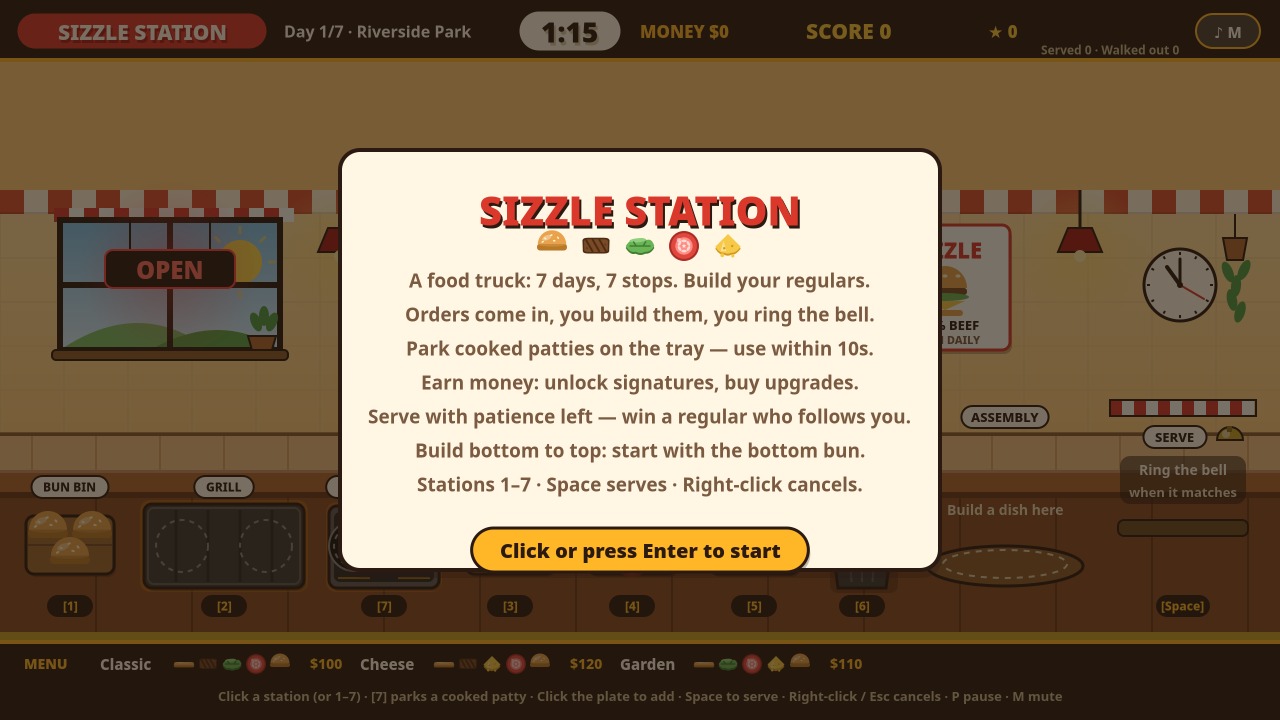 SIZZLE STATION
Day 1/7 · Riverside Park
1:15
MONEY $0
SCORE 0
★ 0
Served 0 · Walked out 0
♪ M
OPEN
SIZZLE STATION
A food truck: 7 days, 7 stops. Build your regulars.
Orders come in, you build them, you ring the bell.
Park cooked patties on the tray — use within 10s.
Earn money: unlock signatures, buy upgrades.
Serve with patience left — win a regular who follows you.
Build bottom to top: start with the bottom bun.
Stations 1–7 · Space serves · Right-click cancels.
Click or press Enter to start
BEEF
DAILY
ASSEMBLY
SERVE
Ring the bell
when it matches
BUN BIN
GRILL
Build a dish here
[1]
[2]
[7]
[3]
[4]
[5]
[6]
[Space]
MENU
Classic
$100
Cheese
$120
Garden
$110
Click a station (or 1–7) · [7] parks a cooked patty · Click the plate to add · Space to serve · Right-click / Esc cancels · P pause · M mute